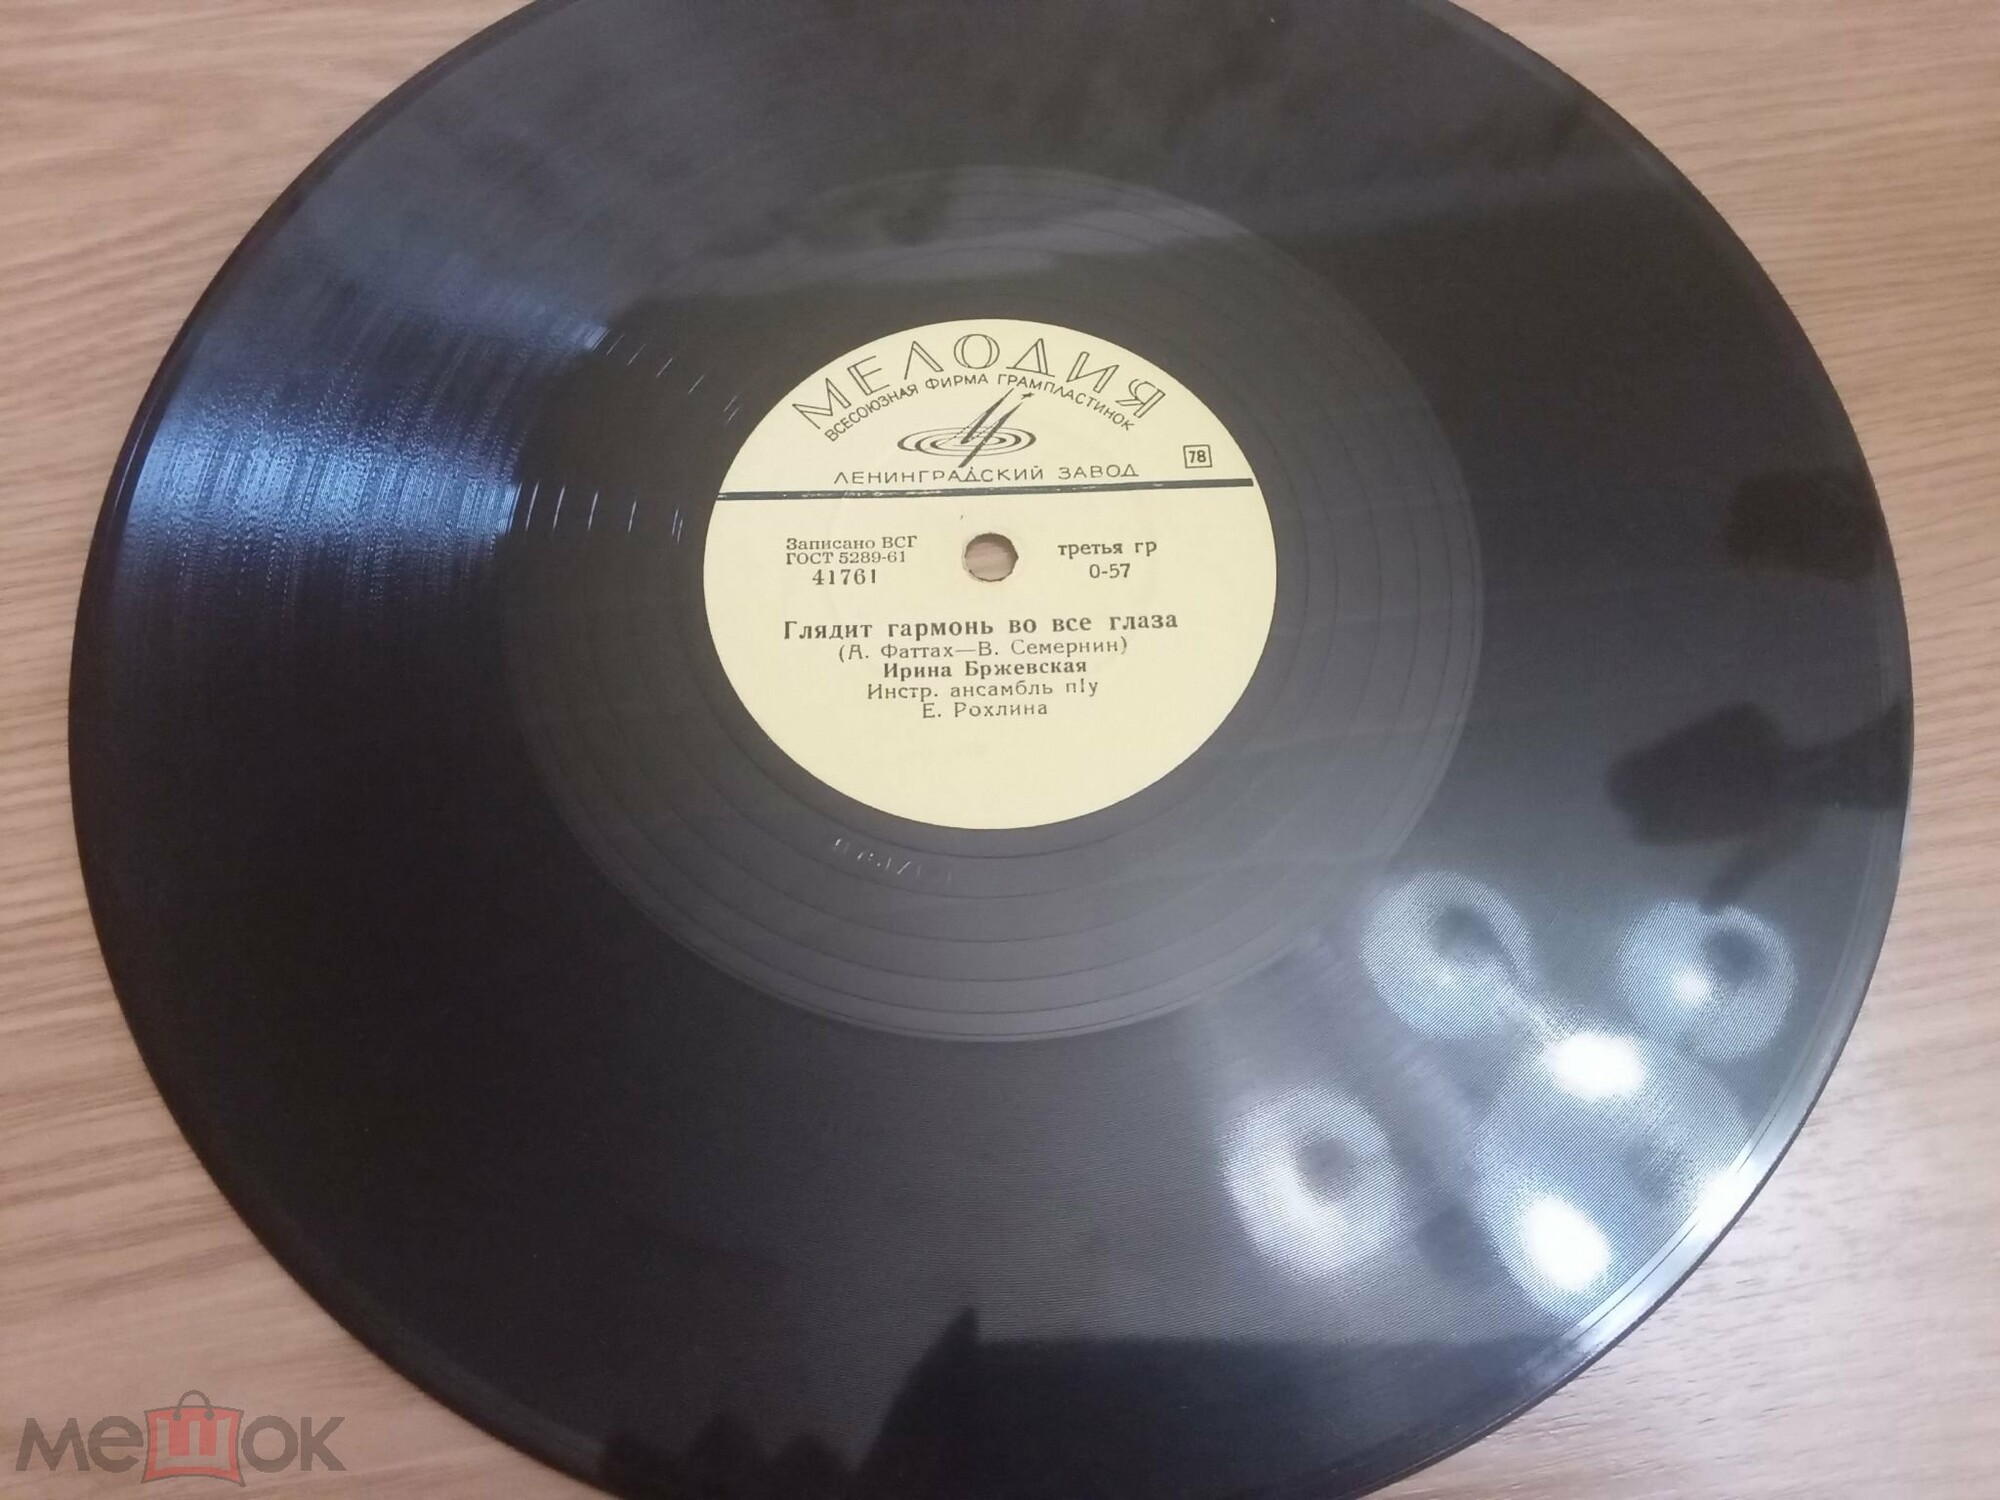 МЕЛОДИЯ
ВСЕСОЮЗНАЯ ФИРМА ГРАМПЛАСТИНОК
ЛЕНИНГРАДСКИЙ ЗАВОД
78
Записано ВСГ
ГОСТ 5289-61
41761
третья гр
0-57
Глядит гармонь во все глаза
(А. Фаттах—В. Семернин)
Ирина Бржевская
Инстр. ансамбль п/у
Е. Рохлина
мешок